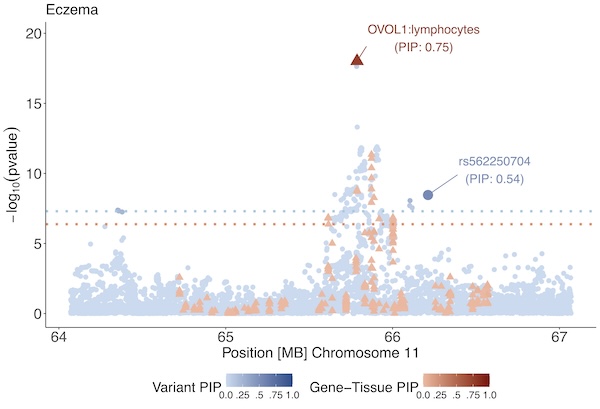 Eczema
OVOL1:lymphocytes
(PIP: 0.75)
rs562250704
(PIP: 0.54)
−log10(pvalue)
20
15
10
5
0
64
65
66
67
Position [MB] Chromosome 11
Variant PIP
0.0 .25 .5 .75 1.0
Gene−Tissue PIP
0.0 .25 .5 .75 1.0